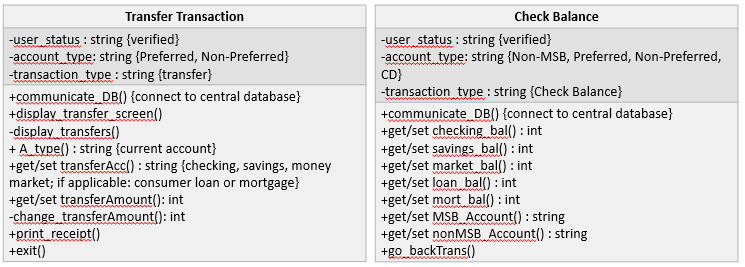 Transfer Transaction
-user_status : string {verified}
-account_type: string {Preferred, Non-Preferred}
-transaction_type : string {transfer}
+communicate_DB() {connect to central database}
+display_transfer_screen()
-display_transfers()
+ A_type() : string {current account}
+get/set transferAcc() : string {checking, savings, money
market; if applicable: consumer loan or mortgage}
+get/set transferAmount(): int
-change_transferAmount(): int
+print_receipt()
+exit()
Check Balance
-user_status : string {verified}
-account_type: string {Non-MSB, Preferred, Non-Preferred,
CD}
-transaction_type : string {Check Balance}
+communicate_DB() {connect to central database}
+get/set checking_bal() : int
+get/set savings_bal() : int
+get/set market_bal() : int
+get/set loan_bal() : int
+get/set mort_bal() : int
+get/set MSB_Account() : string
+get/set nonMSB_Account() : string
+go_backTrans()